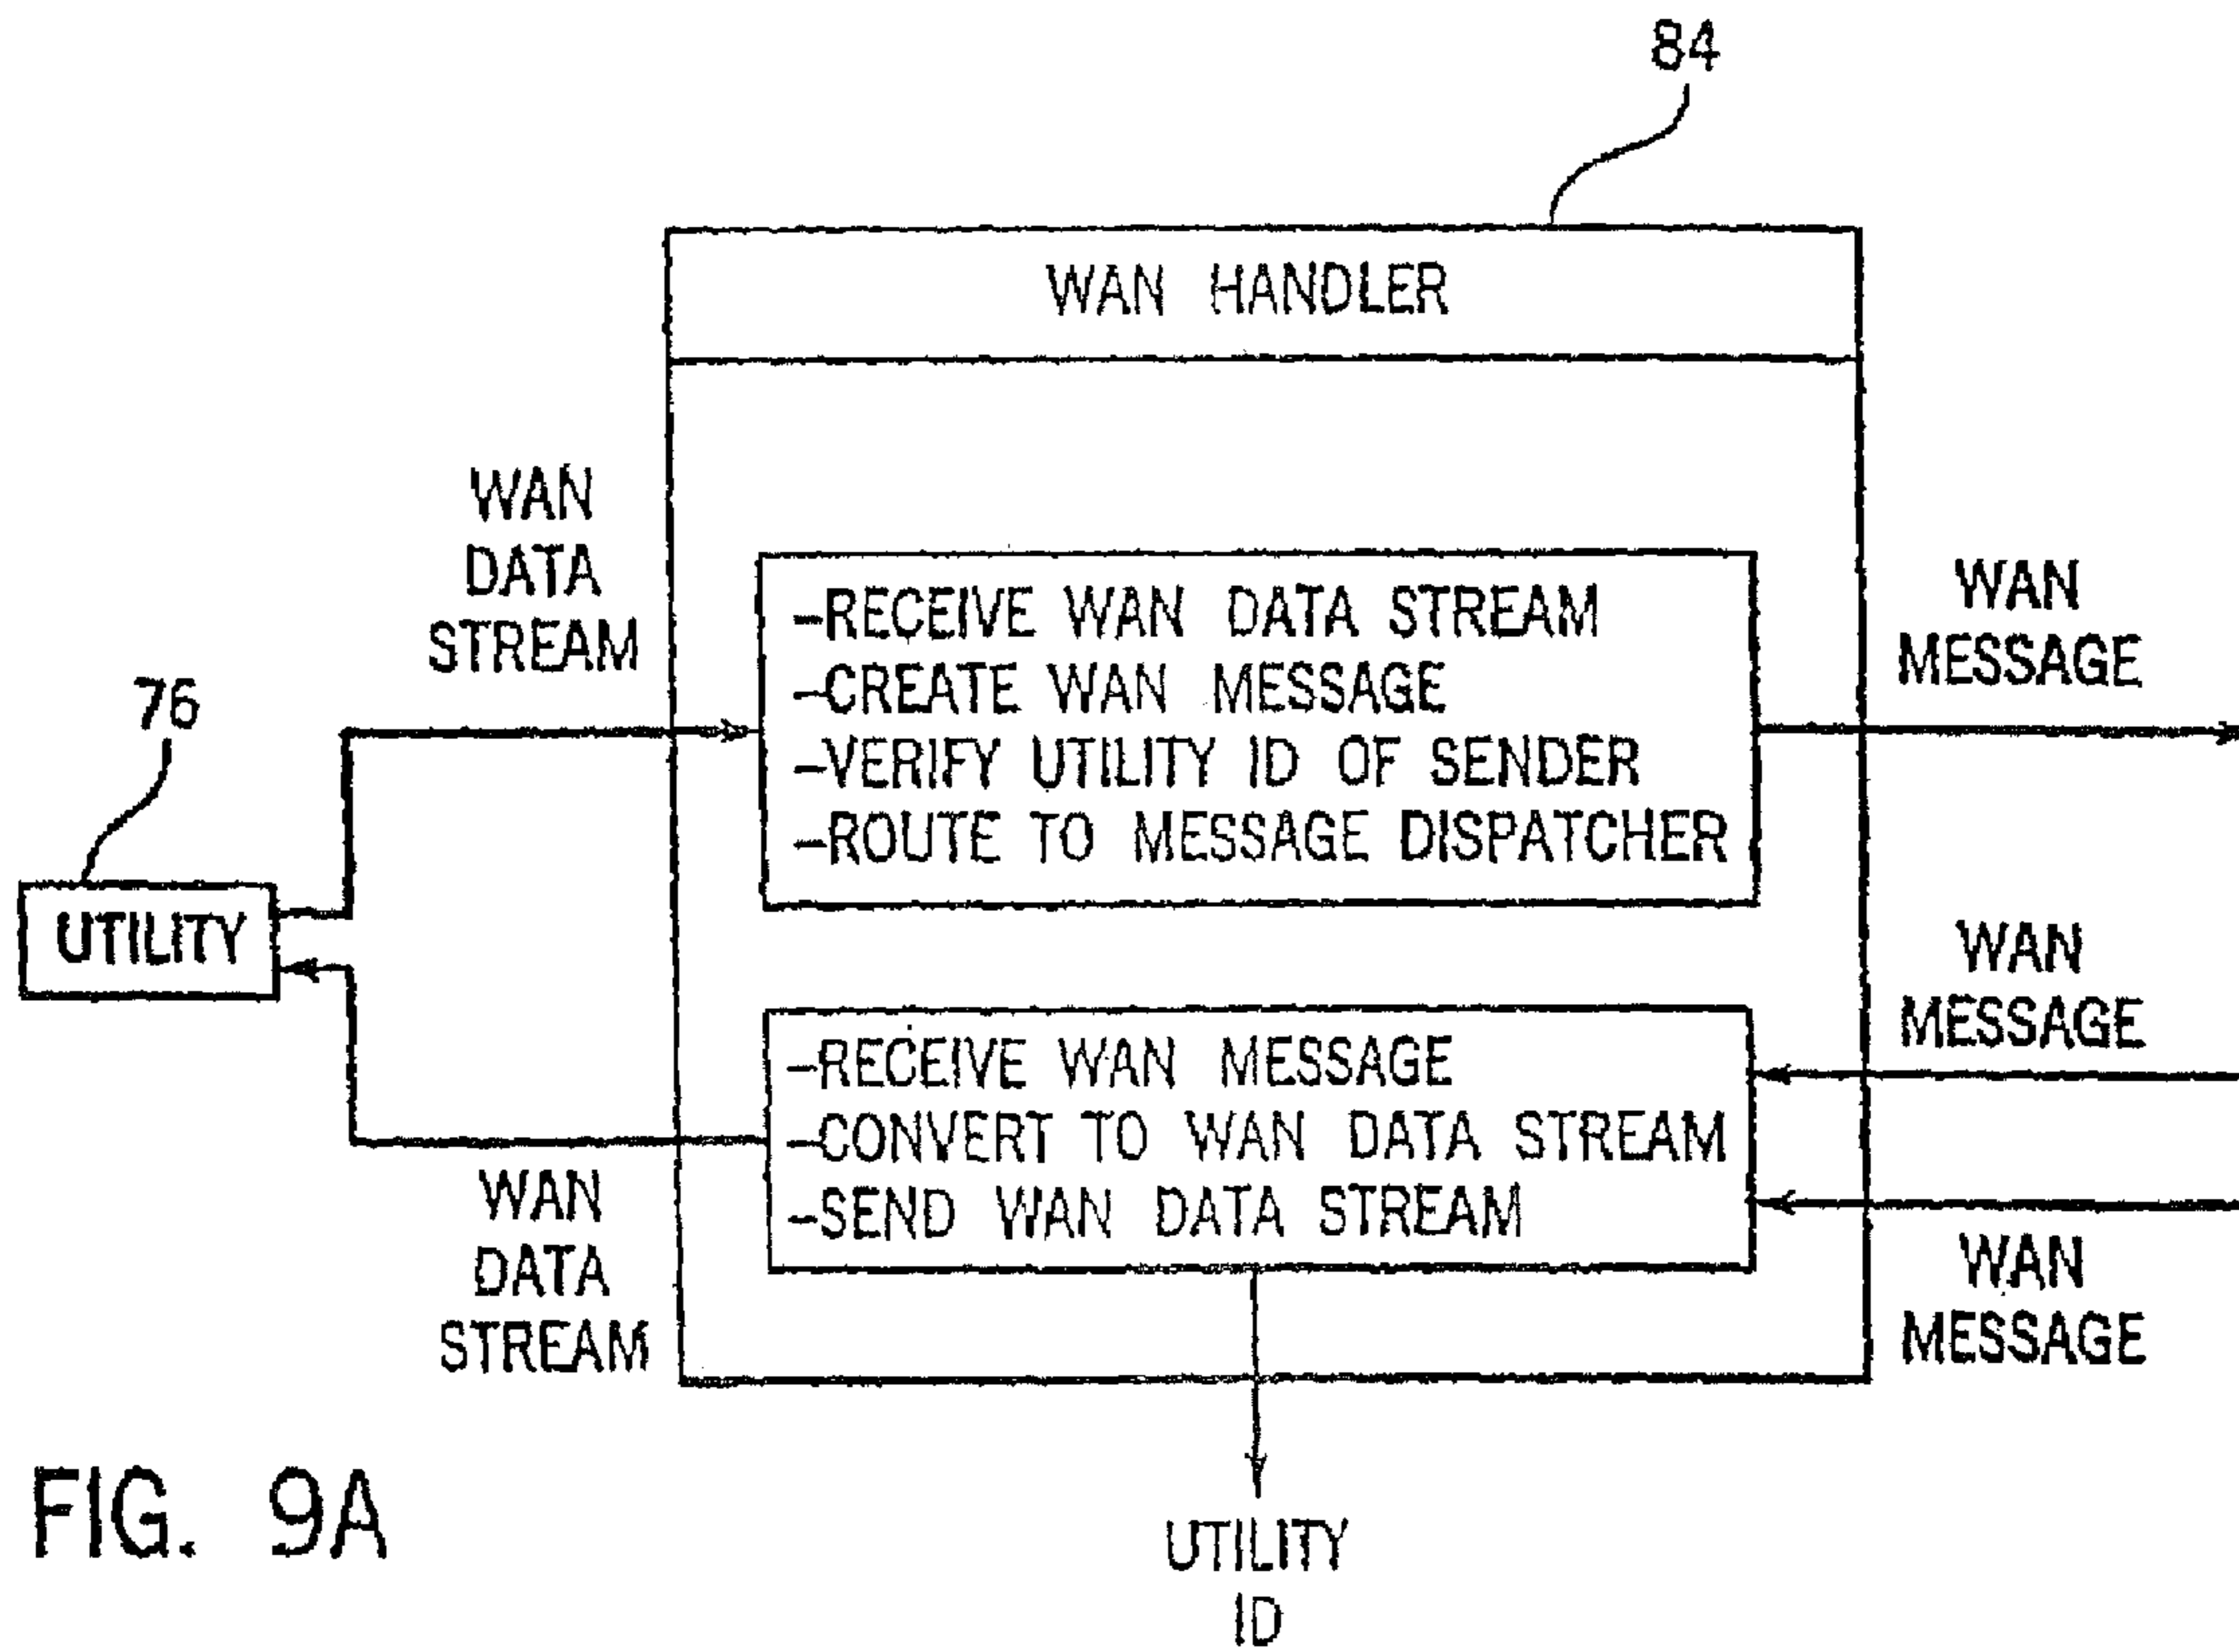 84
WAN HANDLER
WAN
DATA
STREAM
76
UTILITY
-RECEIVE WAN DATA STREAM
-CREATE WAN MESSAGE
-VERIFY UTILITY ID OF SENDER
-ROUTE TO MESSAGE DISPATCHER
WAN
MESSAGE
WAN
MESSAGE
-RECEIVE WAN MESSAGE
-CONVERT TO WAN DATA STREAM
-SEND WAN DATA STREAM
WAN
DATA
STREAM
WAN
MESSAGE
UTILITY
ID
FIG. 9A